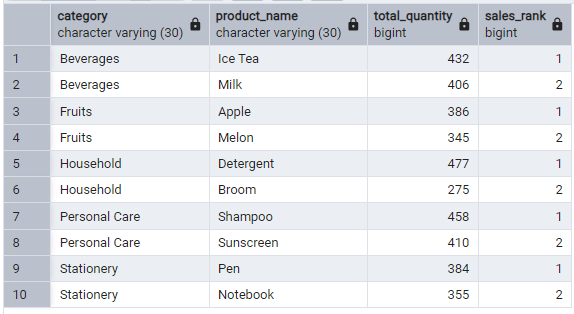 category product_name total_quantity sales_rank
character varying (30) character varying (30) bigint bigint
1 Beverages Ice Tea 432 1
2 Beverages Milk 406 2
3 Fruits Apple 386 1
4 Fruits Melon 345 2
5 Household Detergent 477 1
6 Household Broom 275 2
7 Personal Care Shampoo 458 1
8 Personal Care Sunscreen 410 2
9 Stationery Pen 384 1
10 Stationery Notebook 355 2